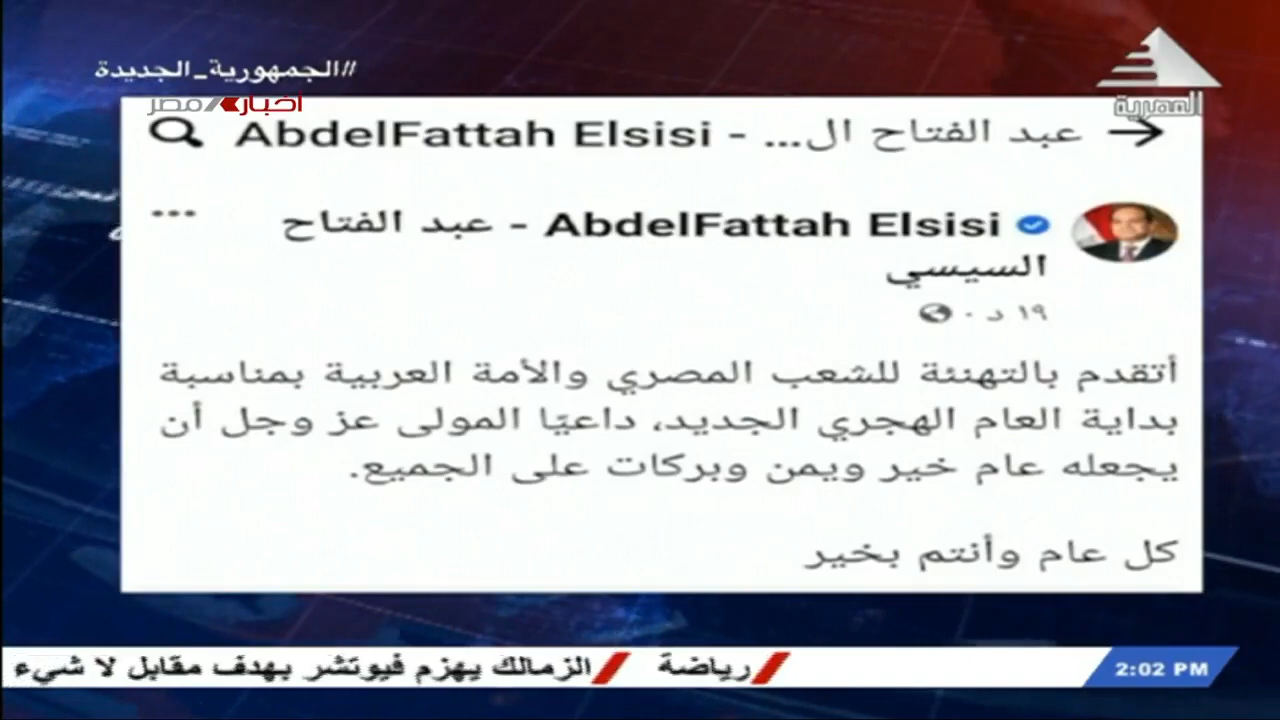 #الجمهورية_الجديدة
المصرية
أخبار مصر
عبد الفتاح ال... - AbdelFattah Elsisi
AbdelFattah Elsisi - عبد الفتاح
السيسي
١٩ د ·
أتقدم بالتهنئة للشعب المصري والأمة العربية بمناسبة
بداية العام الهجري الجديد، داعيًا المولى عز وجل أن
يجعله عام خير ويمن وبركات على الجميع.
كل عام وأنتم بخير
2:02 PM
رياضة الزمالك يهزم فيوتشر بهدف مقابل لا شيء